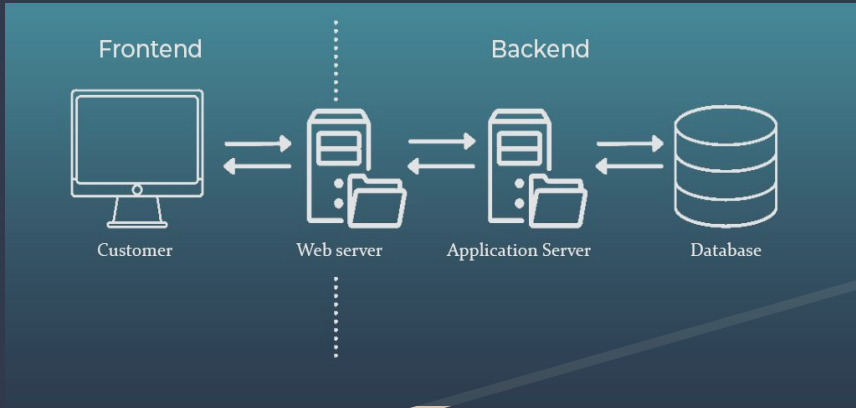 Frontend
Backend
Customer
Web server
Application Server
Database